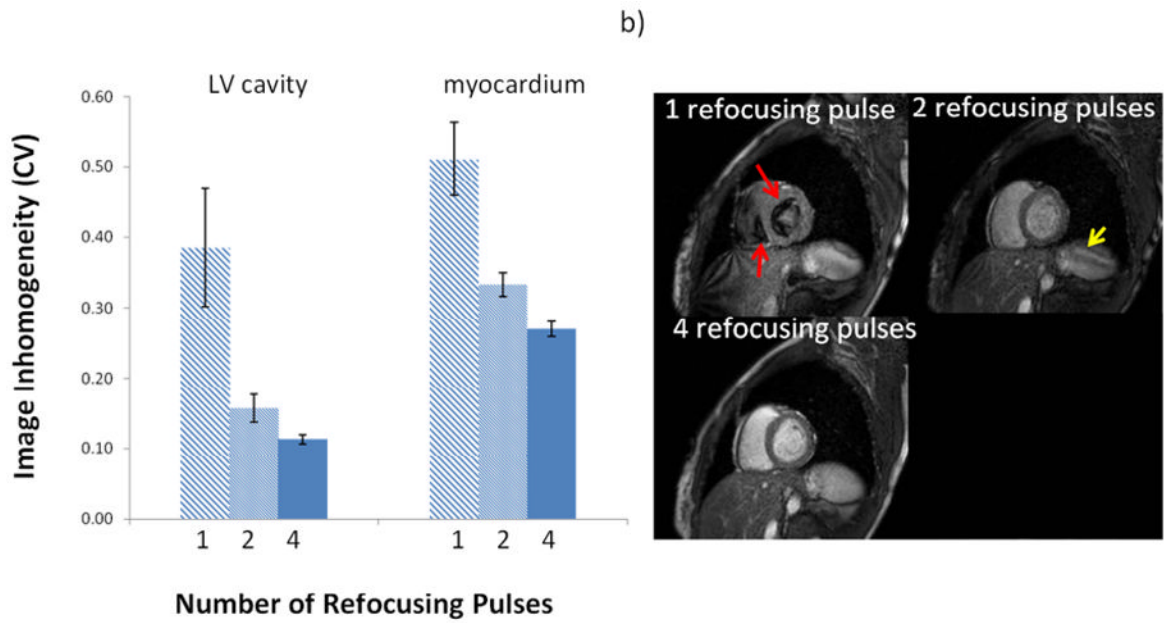 b)
LV cavity
myocardium
Image Inhomogeneity (CV)
0.60
0.50
0.40
0.30
0.20
0.10
0.00
1 2 4
1 2 4
Number of Refocusing Pulses
1 refocusing pulse
2 refocusing pulses
4 refocusing pulses